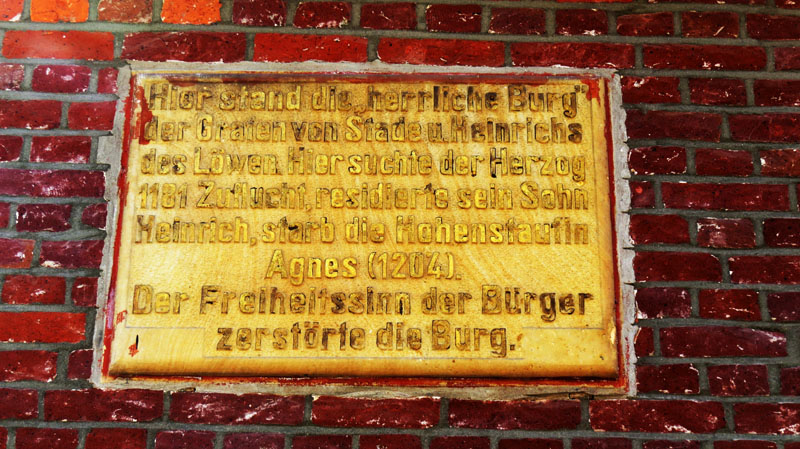 Hier stand die „herrliche Burg"
der Grafen von Stade u. Heinrichs
des Löwen. Hier suchte der Herzog
1181 Zuflucht, residierte sein Sohn
Heinrich, starb die Hohenstaufin
Agnes (1204).
Der Freiheitssinn der Bürger
zerstörte die Burg.